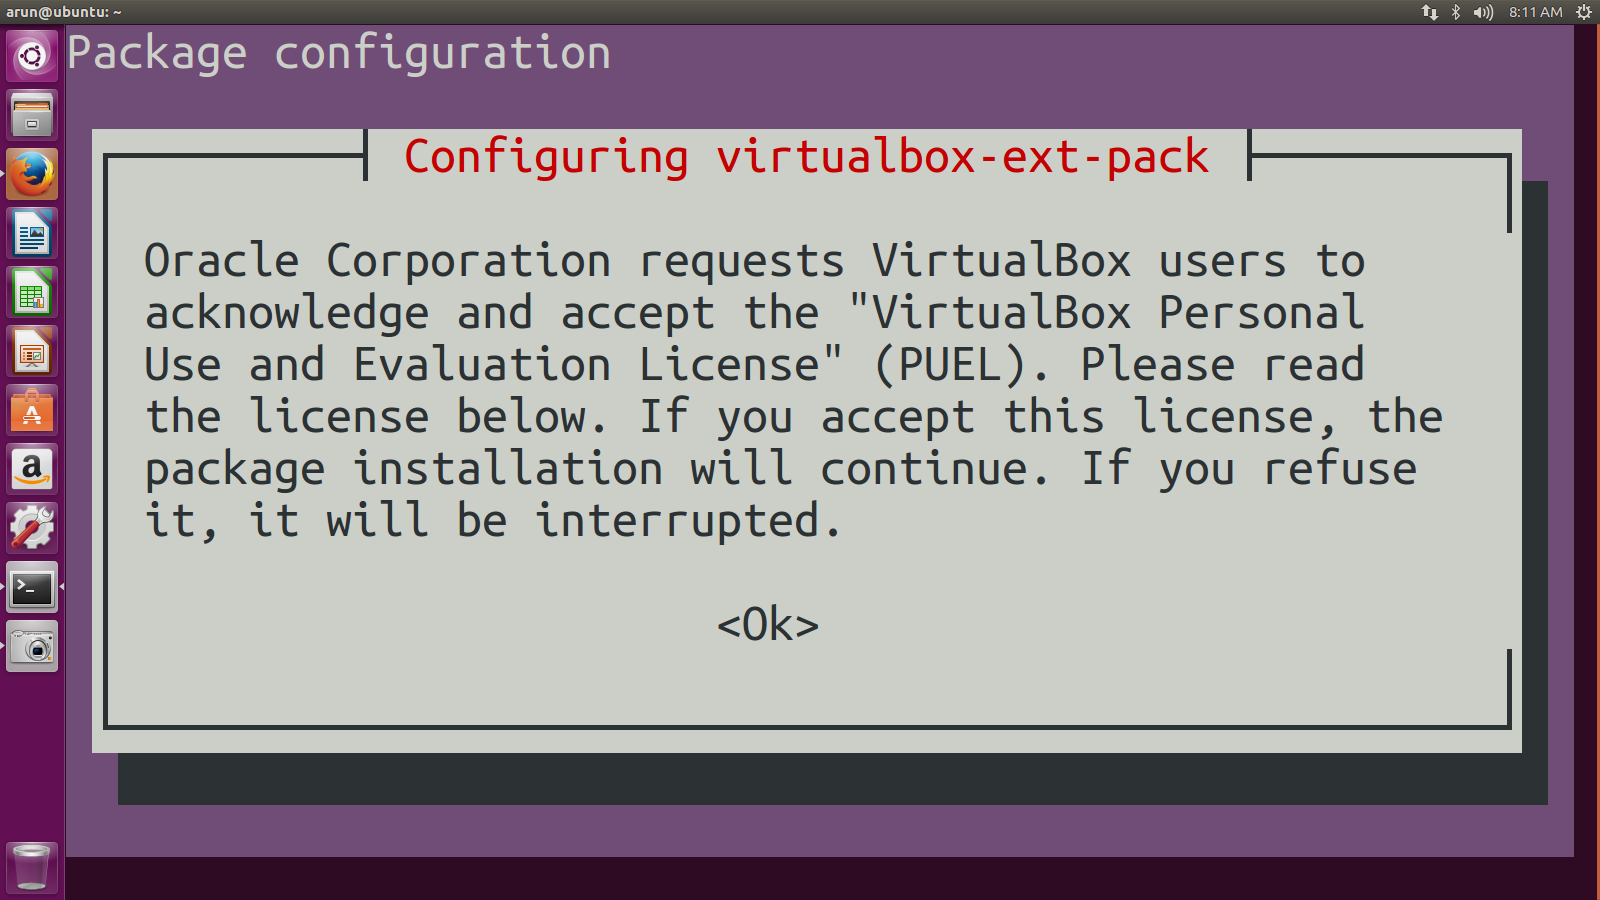 arun@ubuntu: ~
8:11 AM
Package configuration
Configuring virtualbox-ext-pack
Oracle Corporation requests VirtualBox users to
acknowledge and accept the "VirtualBox Personal
Use and Evaluation License" (PUEL). Please read
the license below. If you accept this license, the
package installation will continue. If you refuse
it, it will be interrupted.
<Ok>